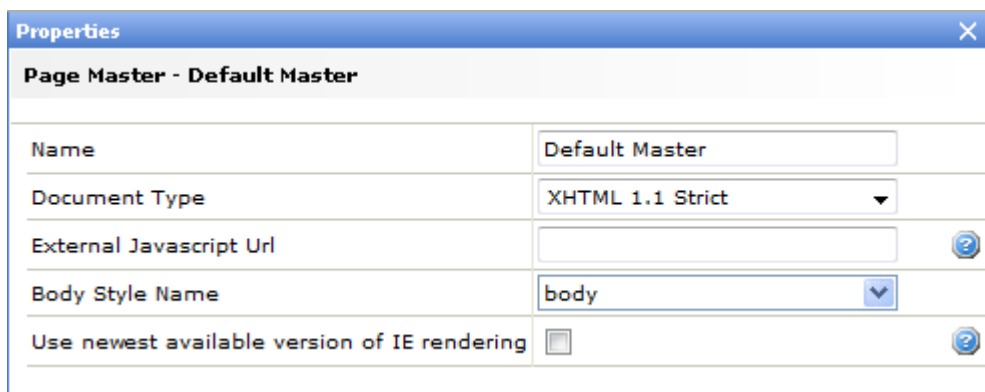 Properties
Page Master - Default Master
Name Default Master
Document Type XHTML 1.1 Strict
External Javascript Url
Body Style Name body
Use newest available version of IE rendering